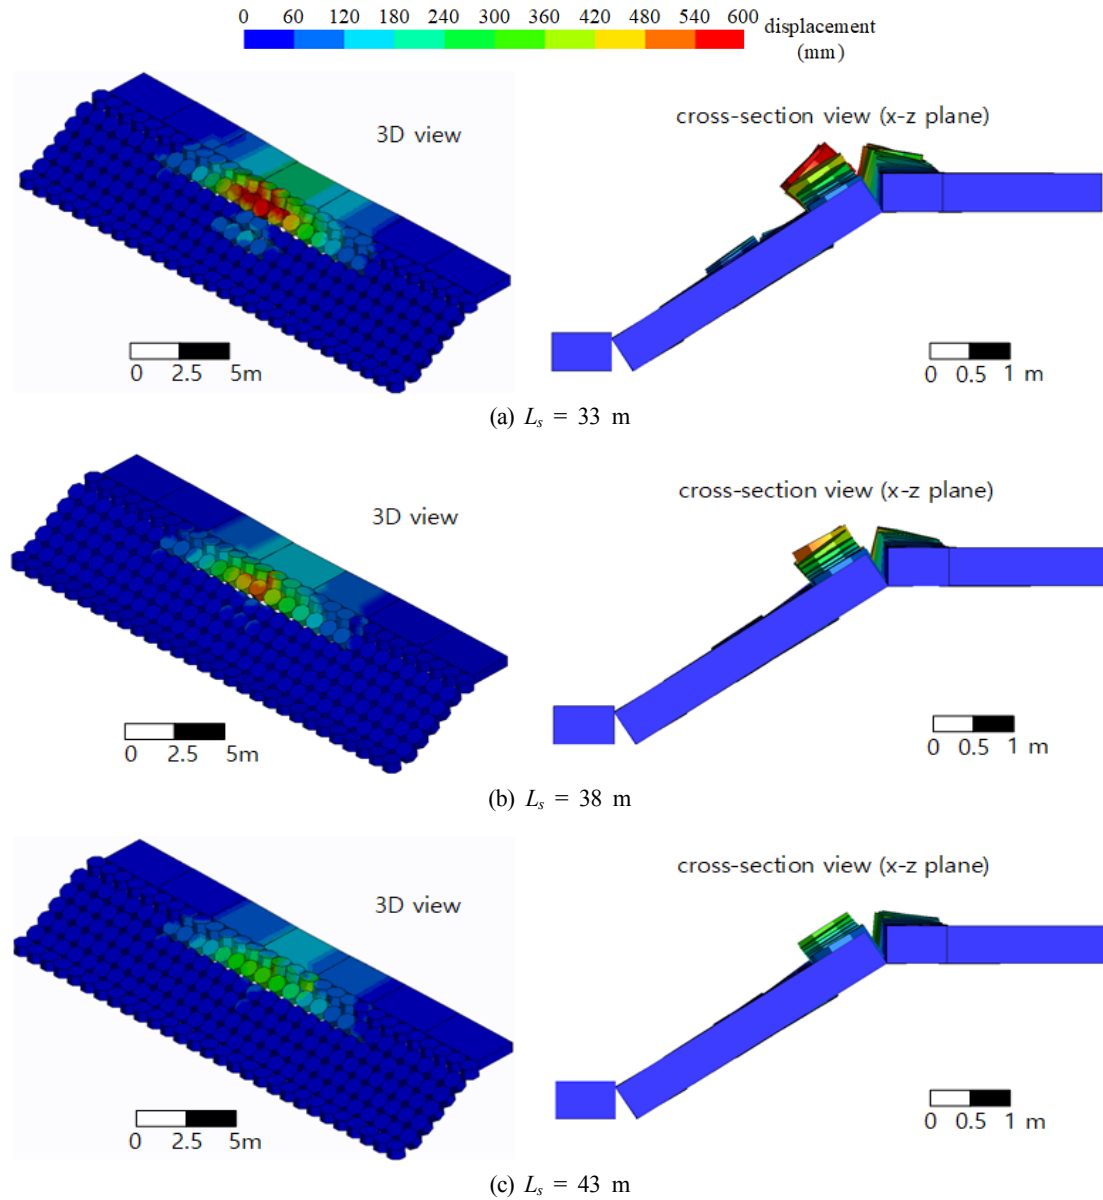 0 60 120 180 240 300 360 420 480 540 600 displacement
(mm)
3D view
cross-section view (x-z plane)
0 2.5 5m
0 0.5 1 m
(a) Ls = 33 m
3D view
cross-section view (x-z plane)
0 2.5 5m
0 0.5 1 m
(b) Ls = 38 m
3D view
cross-section view (x-z plane)
0 2.5 5m
0 0.5 1 m
(c) Ls = 43 m